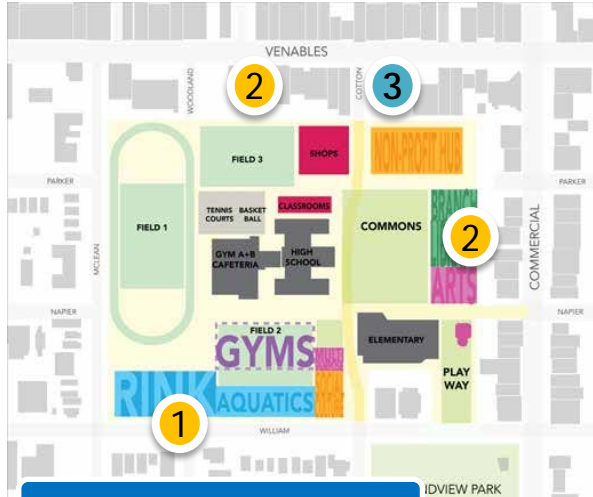 VENABLES
WOODLAND
2
COTTON
3
FIELD 3
SHOPS
NON-PROFIT HUB
PARKER
PARKER
FIELD 1
TENNIS BASKET
COURTS BALL
CLASSROOMS
COMMONS
BRANCH
2
ARTS
COMMERCIAL
MCLEAN
GYM A+B
CAFETERIA
HIGH
SCHOOL
NAPIER
NAPIER
FIELD 2
GYMS
ELEMENTARY
RINK
AQUATICS
PLAY
WAY
1
WILLIAM
NDVIEW PARK